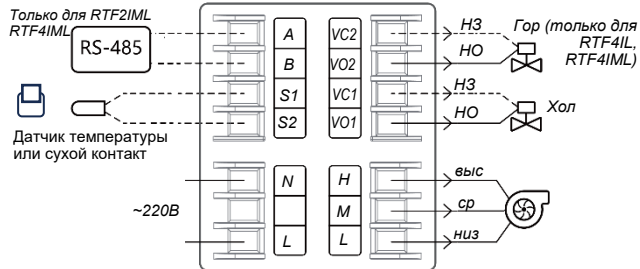 Только для RTF2IML
RTF4IML
RS-485
A
B
S1
S2
Датчик температуры
или сухой контакт
VC2
VO2
VC1
VO1
НЗ
НО
НЗ
НО
Гор (только для
RTF4IL,
RTF4IML)
Хол
~220В
N
L
H
M
L
выс
ср
низ